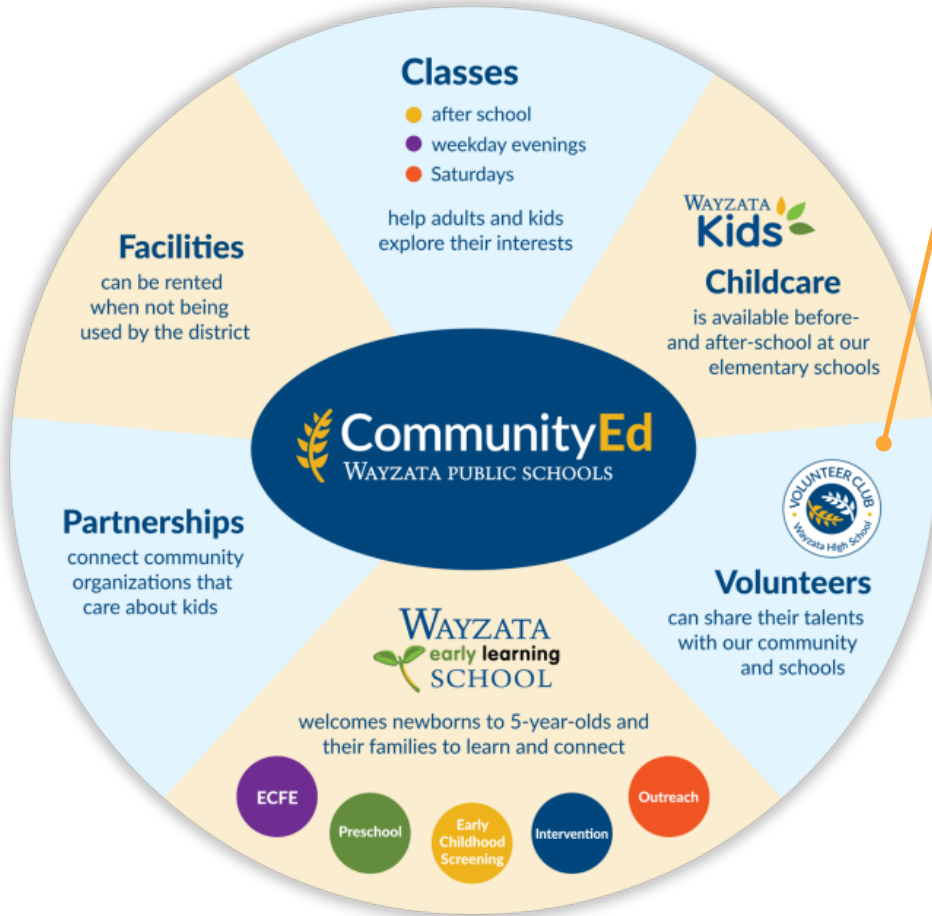 Classes
after school
weekday evenings
Saturdays
help adults and kids
explore their interests
WAYZATA
Kids
Childcare
is available before-
and after-school at our
elementary schools
VOLUNTEER CLUB
Wayzata High School
Volunteers
can share their talents
with our community
and schools
WAYZATA
early learning
SCHOOL
welcomes newborns to 5-year-olds and
their families to learn and connect
ECFE
Preschool
Early
Childhood
Screening
Intervention
Outreach
Partnerships
connect community
organizations that
care about kids
Facilities
can be rented
when not being
used by the district
CommunityEd
WAYZATA PUBLIC SCHOOLS